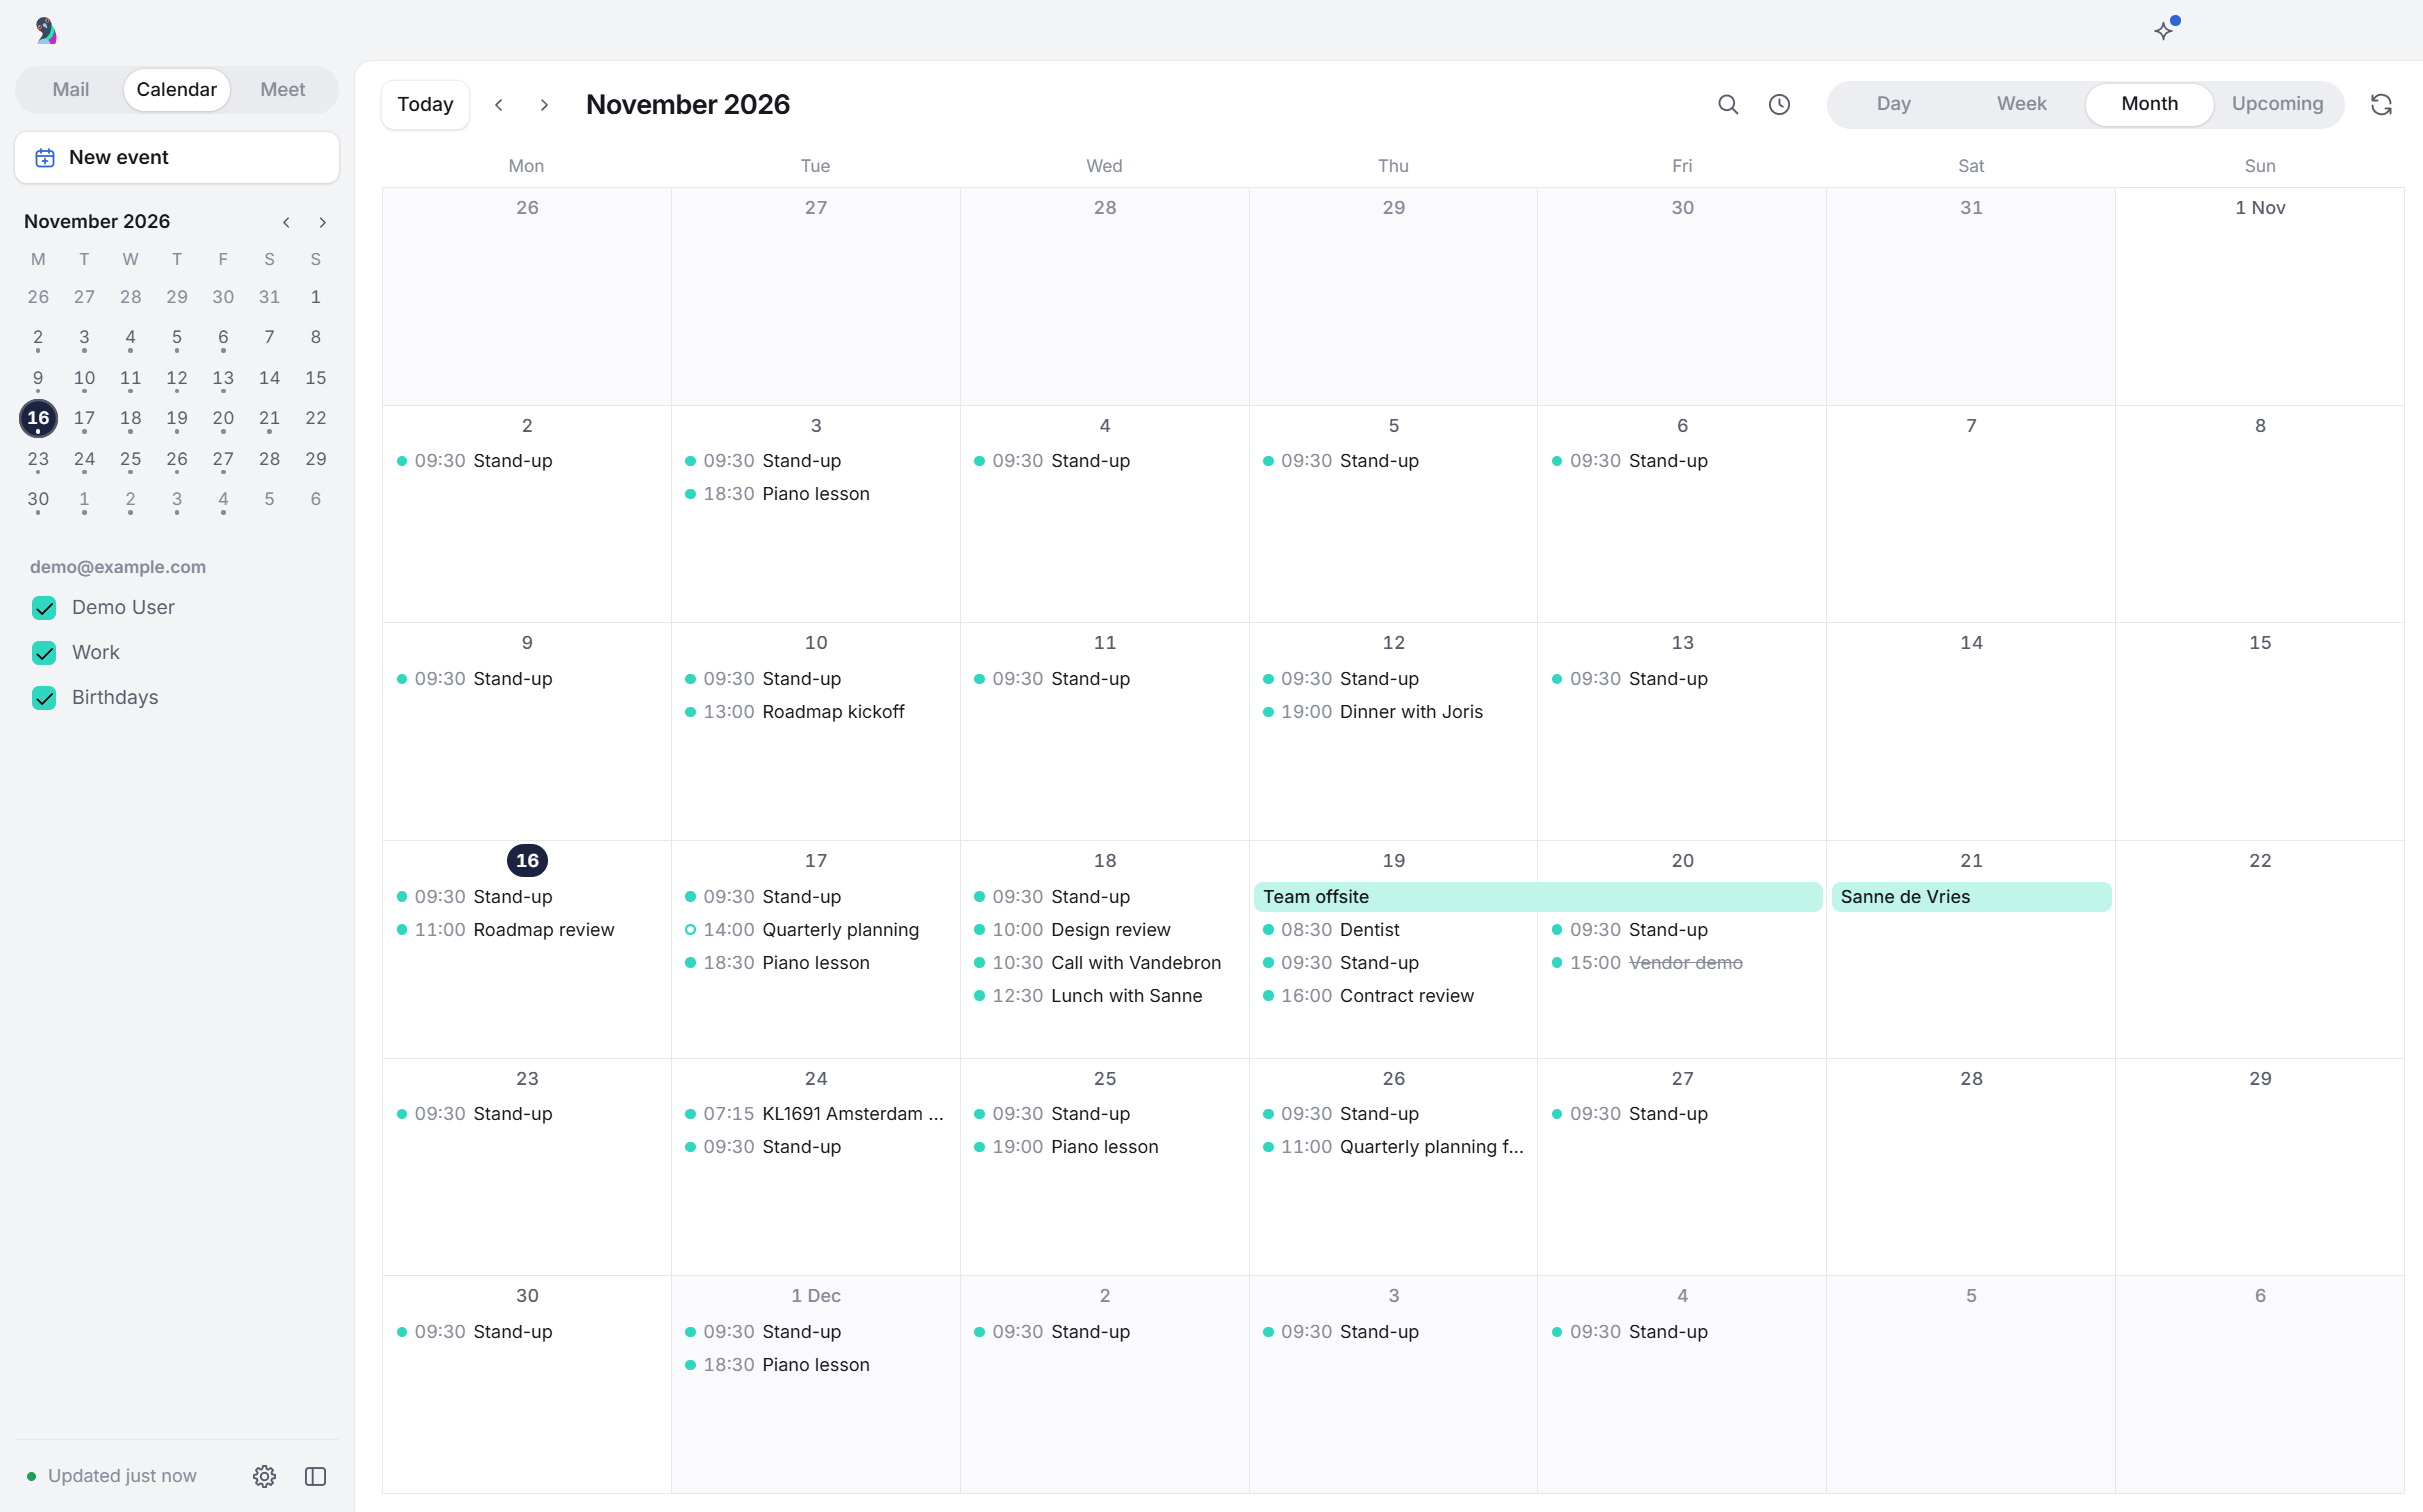 Mail Calendar Meet
New event
November 2026
M T W T F S S
26 27 28 29 30 31 1
2 3 4 5 6 7 8
9 10 11 12 13 14 15
16 17 18 19 20 21 22
23 24 25 26 27 28 29
30 1 2 3 4 5 6
demo@example.com
Demo User
Work
Birthdays
Updated just now
Today November 2026 Day Week Month Upcoming
Mon Tue Wed Thu Fri Sat Sun
26 27 28 29 30 31 1 Nov
2 3 4 5 6 7 8
09:30 Stand-up 09:30 Stand-up 09:30 Stand-up 09:30 Stand-up 09:30 Stand-up
18:30 Piano lesson
9 10 11 12 13 14 15
09:30 Stand-up 09:30 Stand-up 09:30 Stand-up 09:30 Stand-up 09:30 Stand-up
13:00 Roadmap kickoff 19:00 Dinner with Joris
16 17 18 19 20 21 22
09:30 Stand-up 09:30 Stand-up 09:30 Stand-up Team offsite Sanne de Vries
11:00 Roadmap review 14:00 Quarterly planning 10:00 Design review 08:30 Dentist 09:30 Stand-up
18:30 Piano lesson 10:30 Call with Vandebron 09:30 Stand-up 15:00 Vendor demo
12:30 Lunch with Sanne 16:00 Contract review
23 24 25 26 27 28 29
09:30 Stand-up 07:15 KL1691 Amsterdam ... 09:30 Stand-up 09:30 Stand-up 09:30 Stand-up
09:30 Stand-up 19:00 Piano lesson 11:00 Quarterly planning f...
30 1 Dec 2 3 4 5 6
09:30 Stand-up 09:30 Stand-up 09:30 Stand-up 09:30 Stand-up 09:30 Stand-up
18:30 Piano lesson